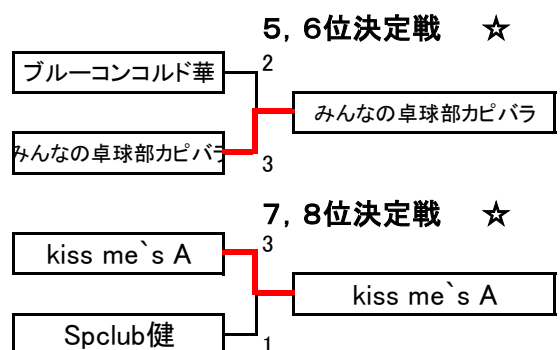 5，6位決定戦　☆
ブルーコンコルド華
2
みんなの卓球部カピバラ
みんなの卓球部カピバラ
3
7，8位決定戦　☆
3
kiss me`s A
kiss me`s A
Spclub健
1